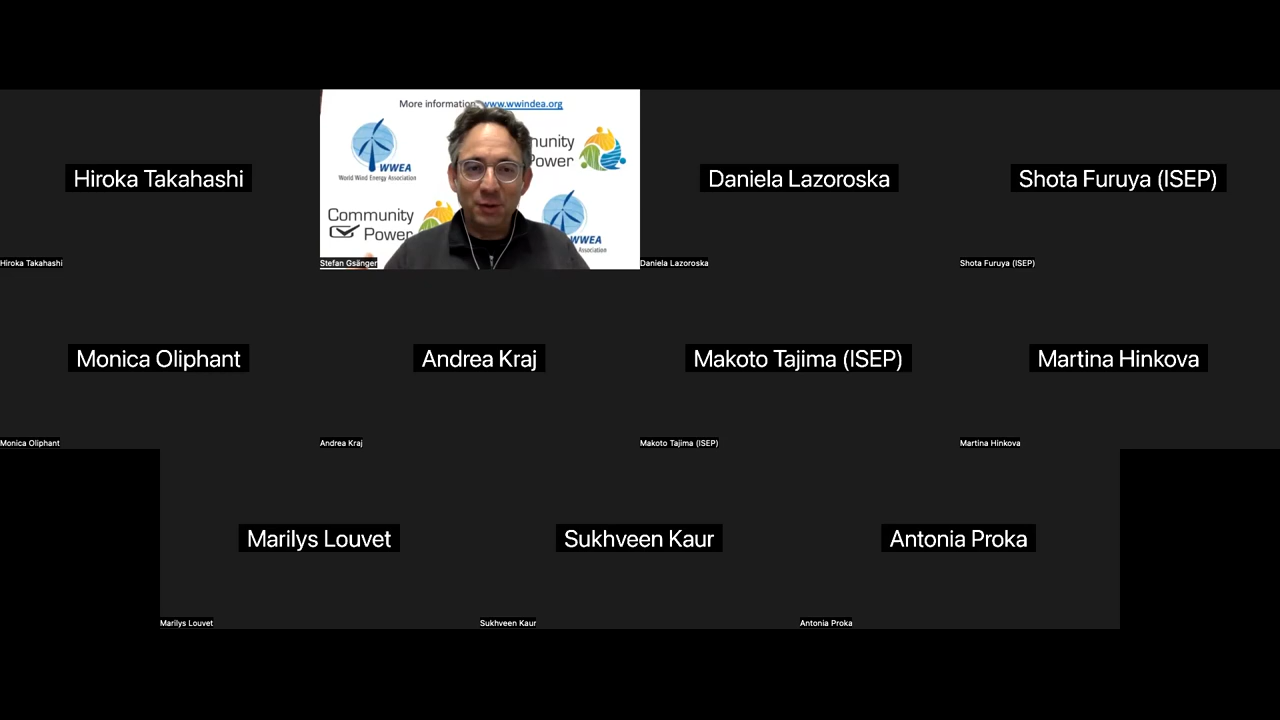 Hiroka Takahashi
Hiroka Takahashi
More information: www.wwindea.org
WWEA
World Wind Energy Association
Power
Community
Power
WWEA
Association
Stefan Gsänger
Daniela Lazoroska
Daniela Lazoroska
Shota Furuya (ISEP)
Shota Furuya (ISEP)
Monica Oliphant
Monica Oliphant
Andrea Kraj
Andrea Kraj
Makoto Tajima (ISEP)
Makoto Tajima (ISEP)
Martina Hinkova
Martina Hinkova
Marilys Louvet
Marilys Louvet
Sukhveen Kaur
Sukhveen Kaur
Antonia Proka
Antonia Proka